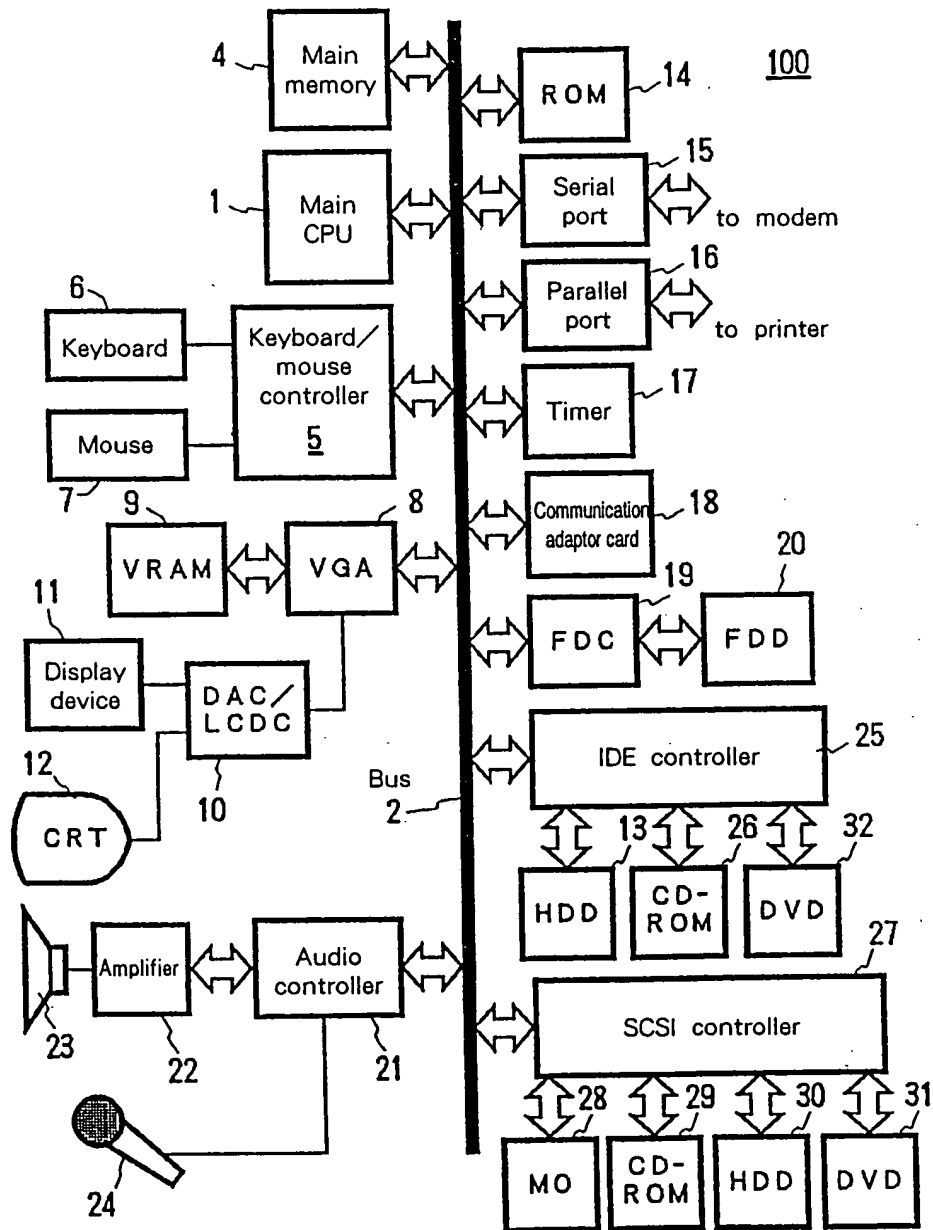 100
4
Main
memory
1
Main
CPU
6
Keyboard
Keyboard/
mouse
controller
5
Mouse
7
9
VRAM
8
VGA
11
Display
device
DAC/
LCDC
10
12
CRT
Bus
2
Amplifier
22
23
Audio
controller
21
24
ROM
14
15
Serial
port
to modem
16
Parallel
port
to printer
Timer
17
Communication
adaptor card
18
19
FDC
20
FDD
IDE controller
25
13
HDD
26
CD-
ROM
32
DVD
27
SCSI controller
28
MO
29
CD-
ROM
30
HDD
31
DVD